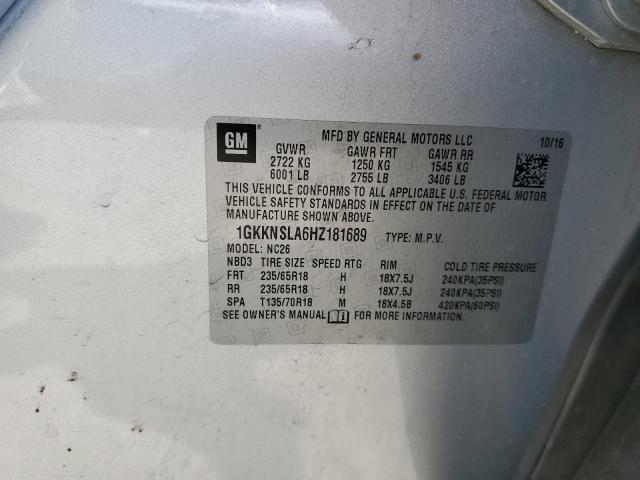 GM
MFD BY GENERAL MOTORS LLC 10/16
GVWR GAWR FRT GAWR RR
2722 KG 1250 KG 1545 KG
6001 LB 2755 LB 3406 LB
THIS VEHICLE CONFORMS TO ALL APPLICABLE U.S. FEDERAL MOTOR
VEHICLE SAFETY STANDARDS IN EFFECT ON THE DATE OF
MANUFACTURE SHOWN ABOVE.
1GKKNSLA6HZ181689 TYPE: M.P.V.
MODEL: NC26
NBD3 TIRE SIZE SPEED RTG RIM COLD TIRE PRESSURE
FRT 235/65R18 H 18X7.5J 240KPA(35PSI)
RR 235/65R18 H 18X7.5J 240KPA(35PSI)
SPA T135/70R18 M 18X4.5B 420KPA(60PSI)
SEE OWNER'S MANUAL FOR MORE INFORMATION.